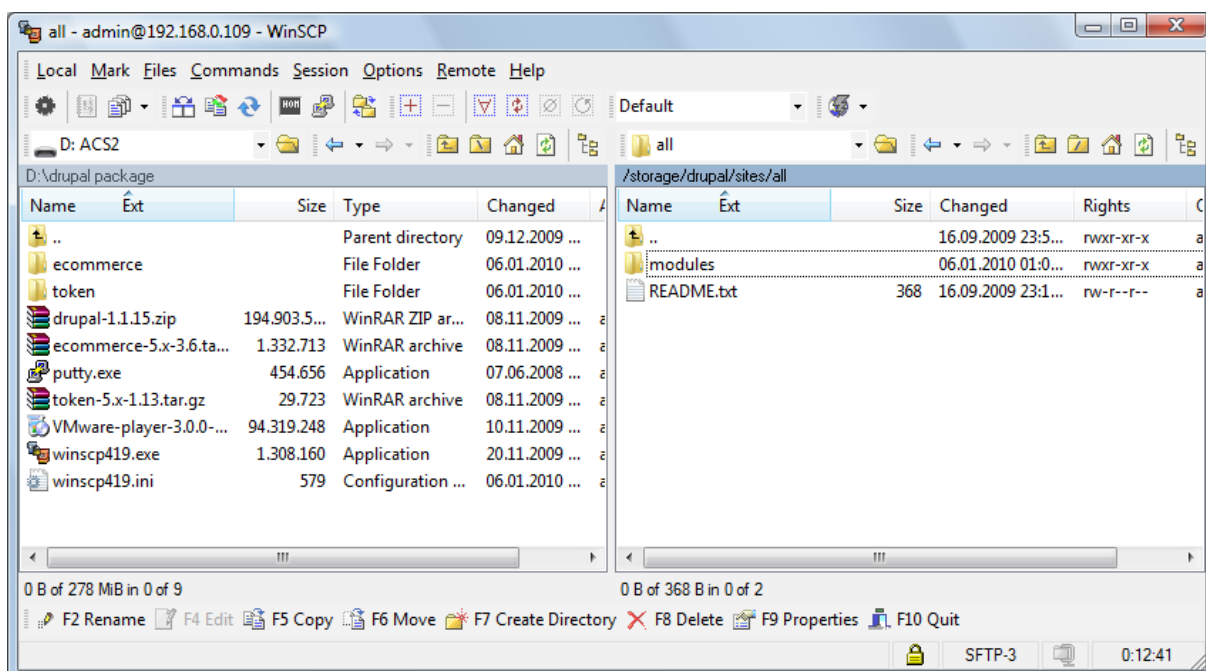 all - admin@192.168.0.109 - WinSCP
Local Mark Files Commands Session Options Remote Help
Default
D: ACS2
all
D:\drupal package
/storage/drupal/sites/all
Name Ext Size Type Changed A
Name Ext Size Changed Rights
.. Parent directory 09.12.2009 ...
.. 16.09.2009 23:5... rwxr-xr-x a
ecommerce File Folder 06.01.2010 ...
modules 06.01.2010 01:0... rwxr-xr-x a
token File Folder 06.01.2010 ...
README.txt 368 16.09.2009 23:1... rw-r--r-- a
drupal-1.1.15.zip 194.903.5... WinRAR ZIP ar... 08.11.2009 ... a
ecommerce-5.x-3.6.ta... 1.332.713 WinRAR archive 08.11.2009 ... a
putty.exe 454.656 Application 07.06.2008 ... a
token-5.x-1.13.tar.gz 29.723 WinRAR archive 08.11.2009 ... a
VMware-player-3.0.0-... 94.319.248 Application 10.11.2009 ... a
winscp419.exe 1.308.160 Application 20.11.2009 ... a
winscp419.ini 579 Configuration ... 06.01.2010 ... a
0 B of 278 MiB in 0 of 9
0 B of 368 B in 0 of 2
F2 Rename F4 Edit F5 Copy F6 Move F7 Create Directory F8 Delete F9 Properties F10 Quit
SFTP-3 0:12:41